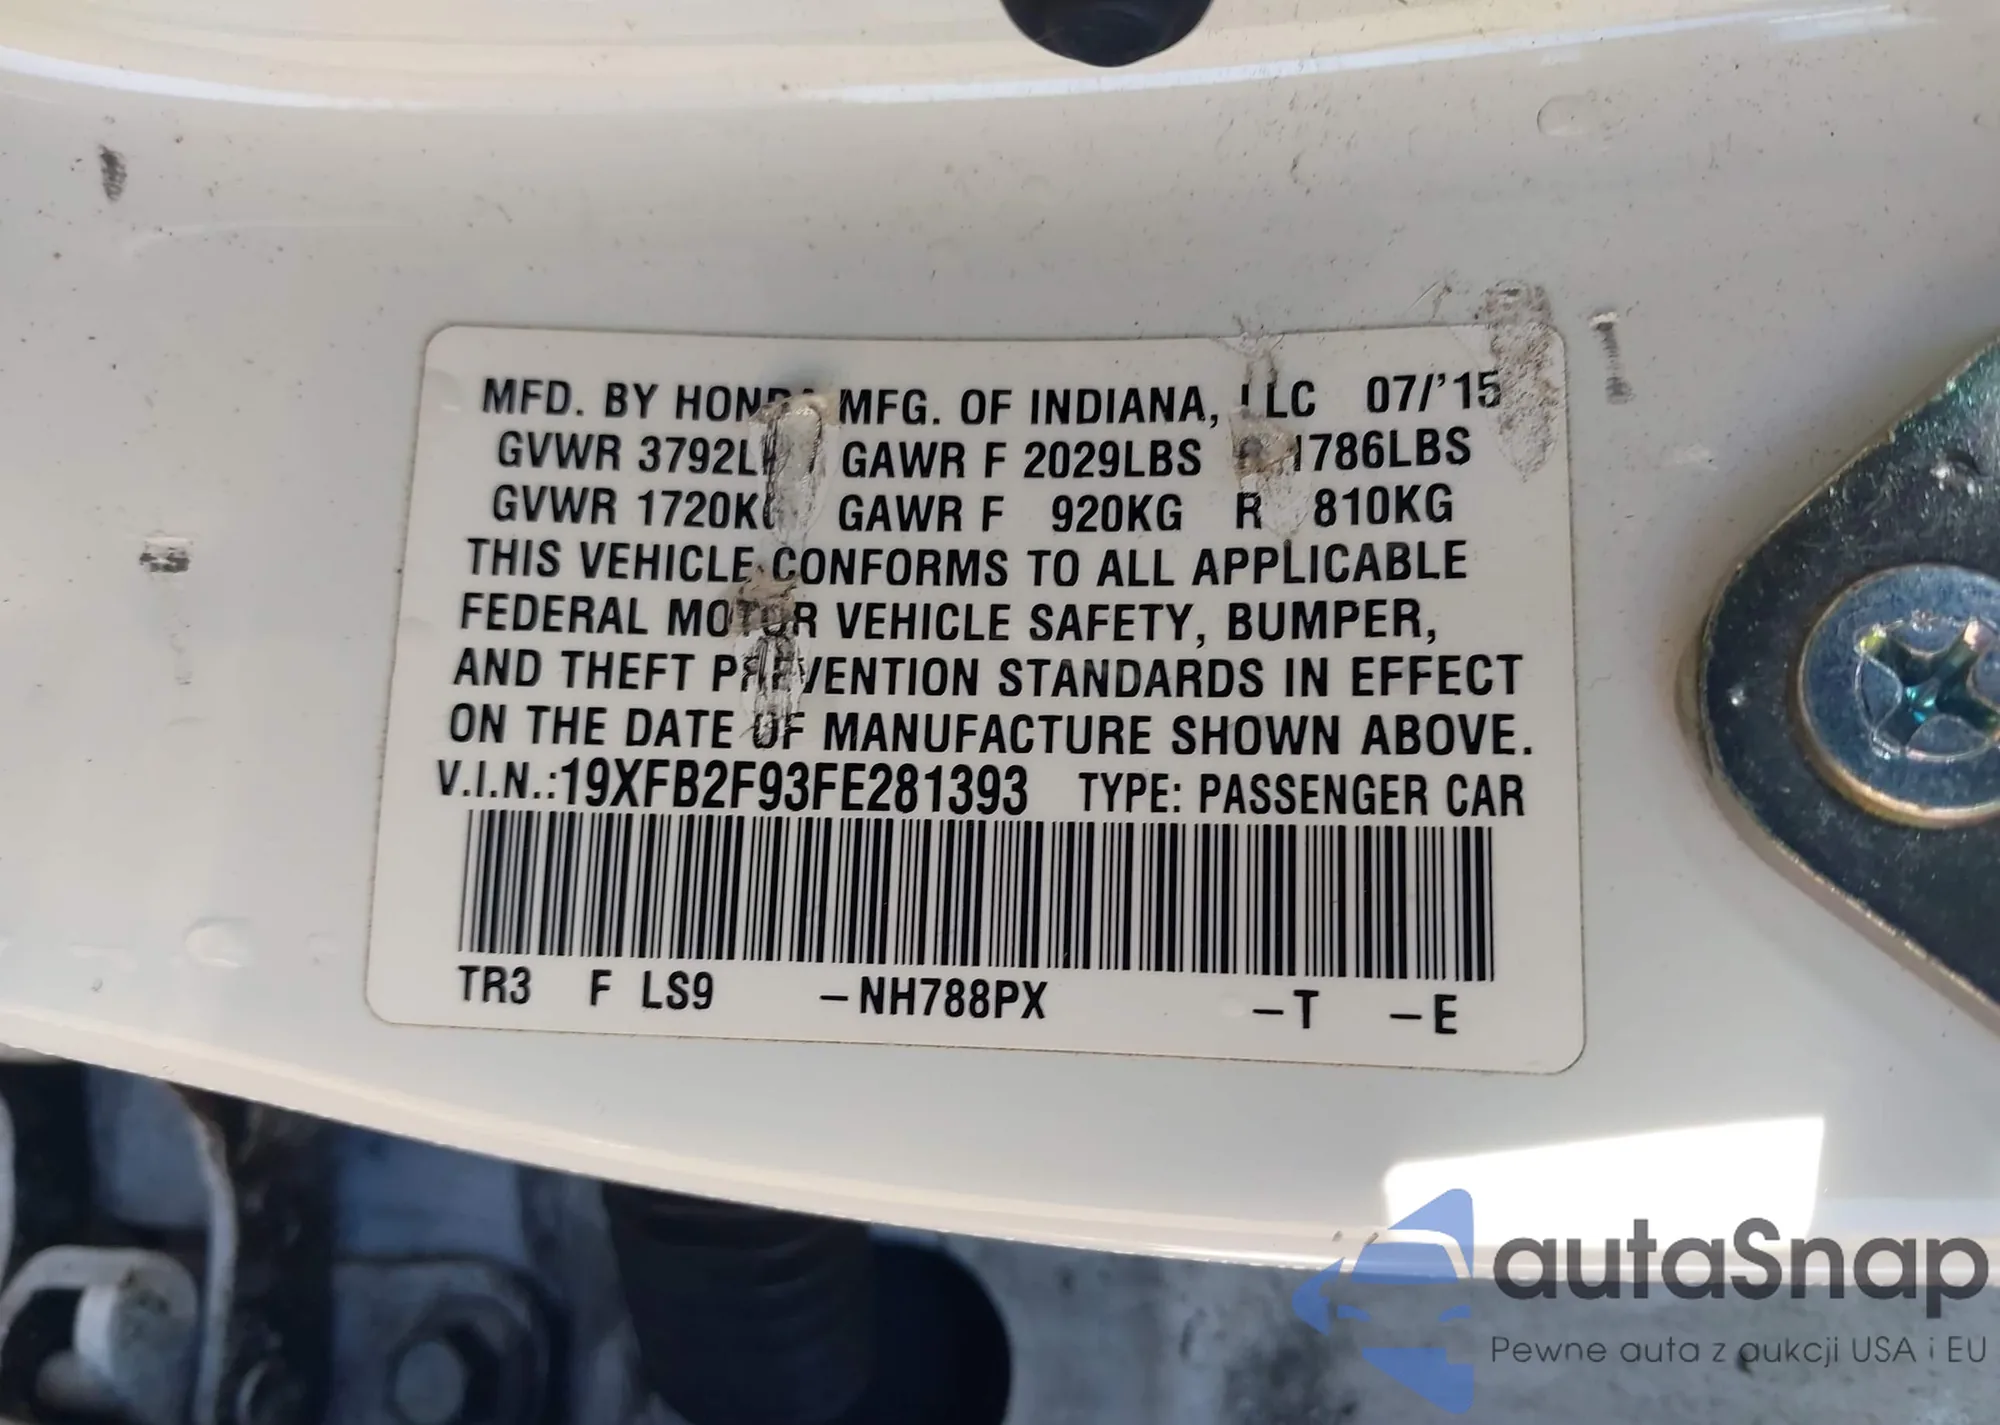 MFD. BY HONDA MFG. OF INDIANA, LLC 07/'15
GVWR 3792L GAWR F 2029LBS R 1786LBS
GVWR 1720KG GAWR F 920KG R 810KG
THIS VEHICLE CONFORMS TO ALL APPLICABLE
FEDERAL MOTOR VEHICLE SAFETY, BUMPER,
AND THEFT PREVENTION STANDARDS IN EFFECT
ON THE DATE OF MANUFACTURE SHOWN ABOVE.
V.I.N.:19XFB2F93FE281393 TYPE: PASSENGER CAR
TR3 F LS9 –NH788PX –T –E
autaSnap
Pewne auta z aukcji USA i EU